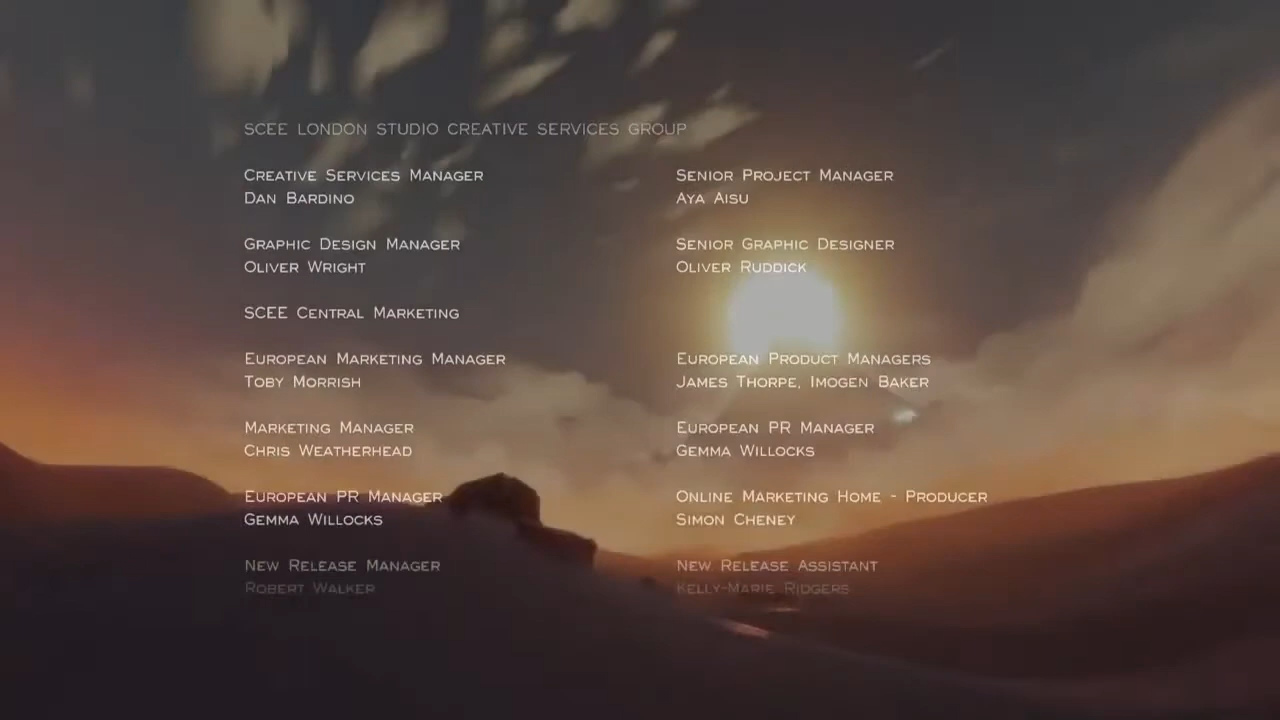 SCEE LONDON STUDIO CREATIVE SERVICES GROUP
CREATIVE SERVICES MANAGER
DAN BARDINO
SENIOR PROJECT MANAGER
AYA AISU
GRAPHIC DESIGN MANAGER
OLIVER WRIGHT
SENIOR GRAPHIC DESIGNER
OLIVER RUDDICK
SCEE CENTRAL MARKETING
EUROPEAN MARKETING MANAGER
TOBY MORRISH
EUROPEAN PRODUCT MANAGERS
JAMES THORPE, IMOGEN BAKER
MARKETING MANAGER
CHRIS WEATHERHEAD
EUROPEAN PR MANAGER
GEMMA WILLOCKS
EUROPEAN PR MANAGER
GEMMA WILLOCKS
ONLINE MARKETING HOME - PRODUCER
SIMON CHENEY
NEW RELEASE MANAGER
ROBERT WALKER
NEW RELEASE ASSISTANT
KELLY-MARIE RIDGERS